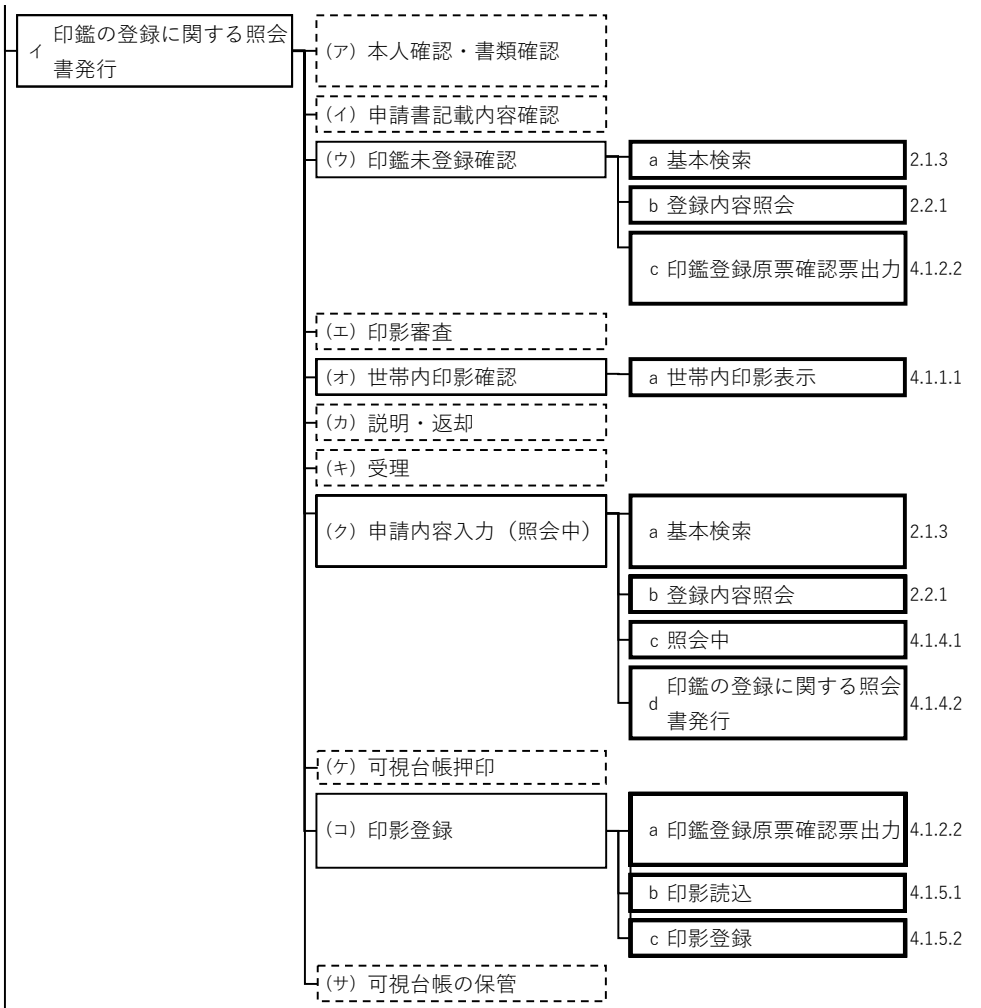 イ 印鑑の登録に関する照会
書発行
(ア) 本人確認・書類確認
(イ) 申請書記載内容確認
(ウ) 印鑑未登録確認
a 基本検索 2.1.3
b 登録内容照会 2.2.1
c 印鑑登録原票確認票出力 4.1.2.2
(エ) 印影審査
(オ) 世帯内印影確認
a 世帯内印影表示 4.1.1.1
(カ) 説明・返却
(キ) 受理
(ク) 申請内容入力（照会中）
a 基本検索 2.1.3
b 登録内容照会 2.2.1
c 照会中 4.1.4.1
d 印鑑の登録に関する照会
書発行 4.1.4.2
(ケ) 可視台帳押印
(コ) 印影登録
a 印鑑登録原票確認票出力 4.1.2.2
b 印影読込 4.1.5.1
c 印影登録 4.1.5.2
(サ) 可視台帳の保管